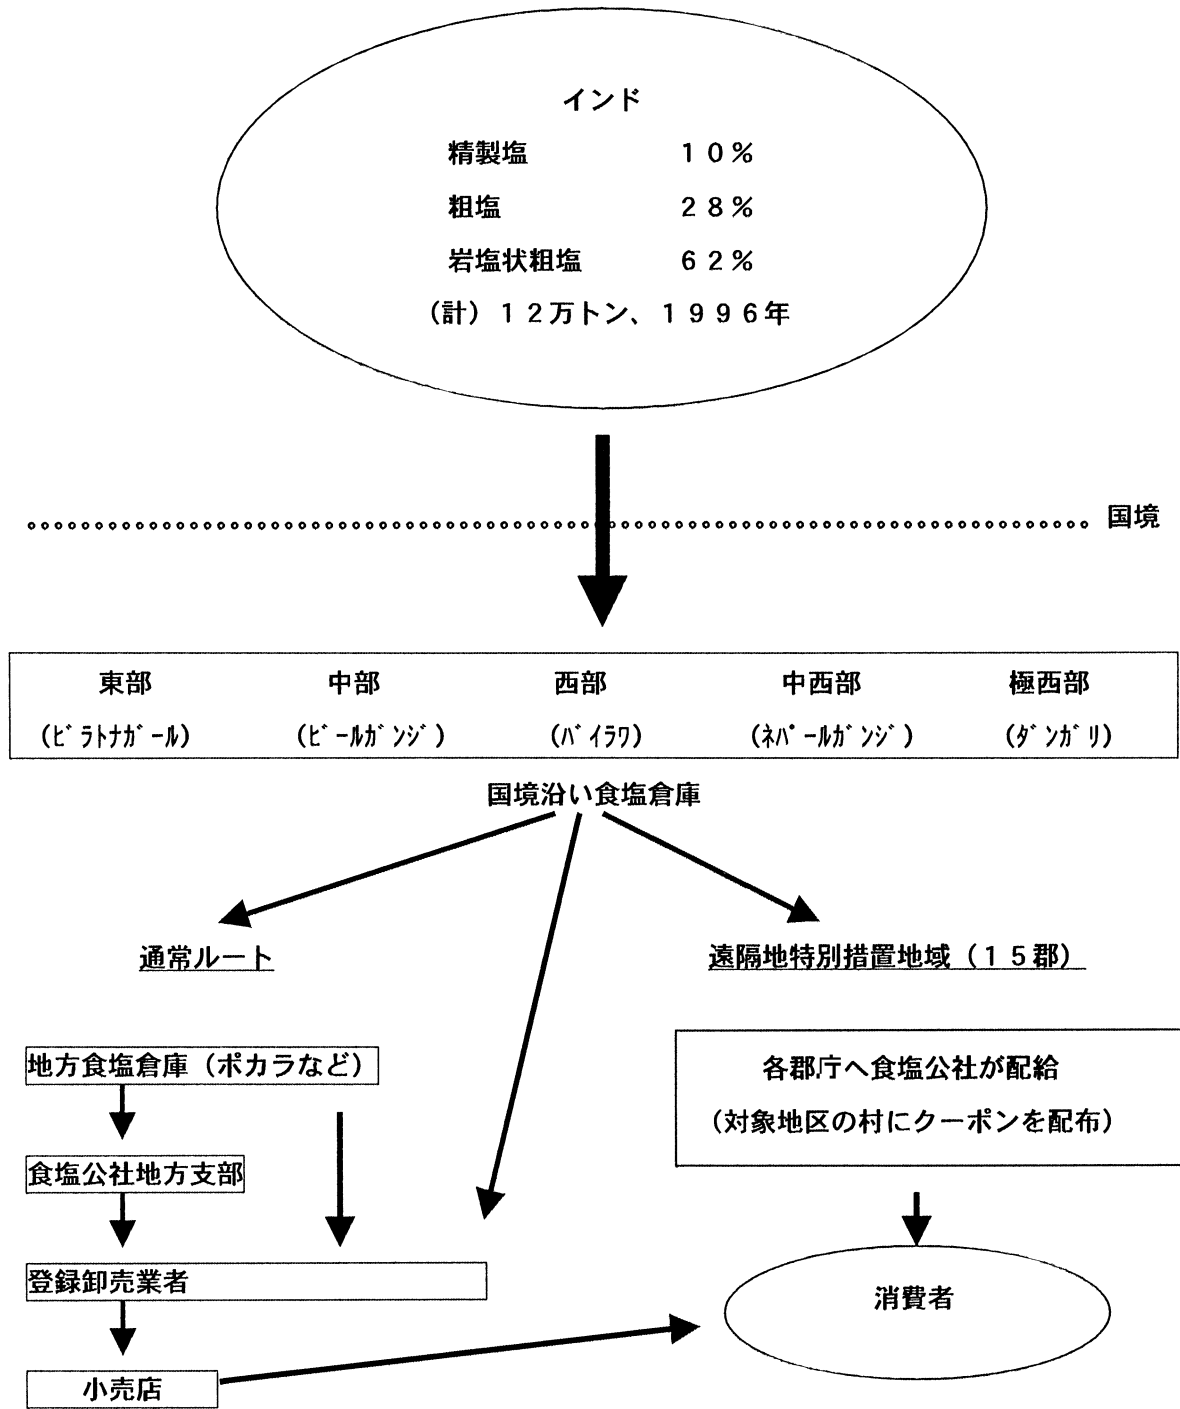 インド
精製塩 10%
粗塩 28%
岩塩状粗塩 62%
(計)12万トン、1996年
国境
東部 中部 西部 中西部 極西部
(ビラトナガール) (ビールガンジ) (バイラワ) (ネパールガンジ) (ダンガリ)
国境沿い食塩倉庫
通常ルート 遠隔地特別措置地域(15郡)
地方食塩倉庫(ポカラなど) 各郡庁へ食塩公社が配給
(対象地区の村にクーポンを配布)
食塩公社地方支部
登録卸売業者
消費者
小売店